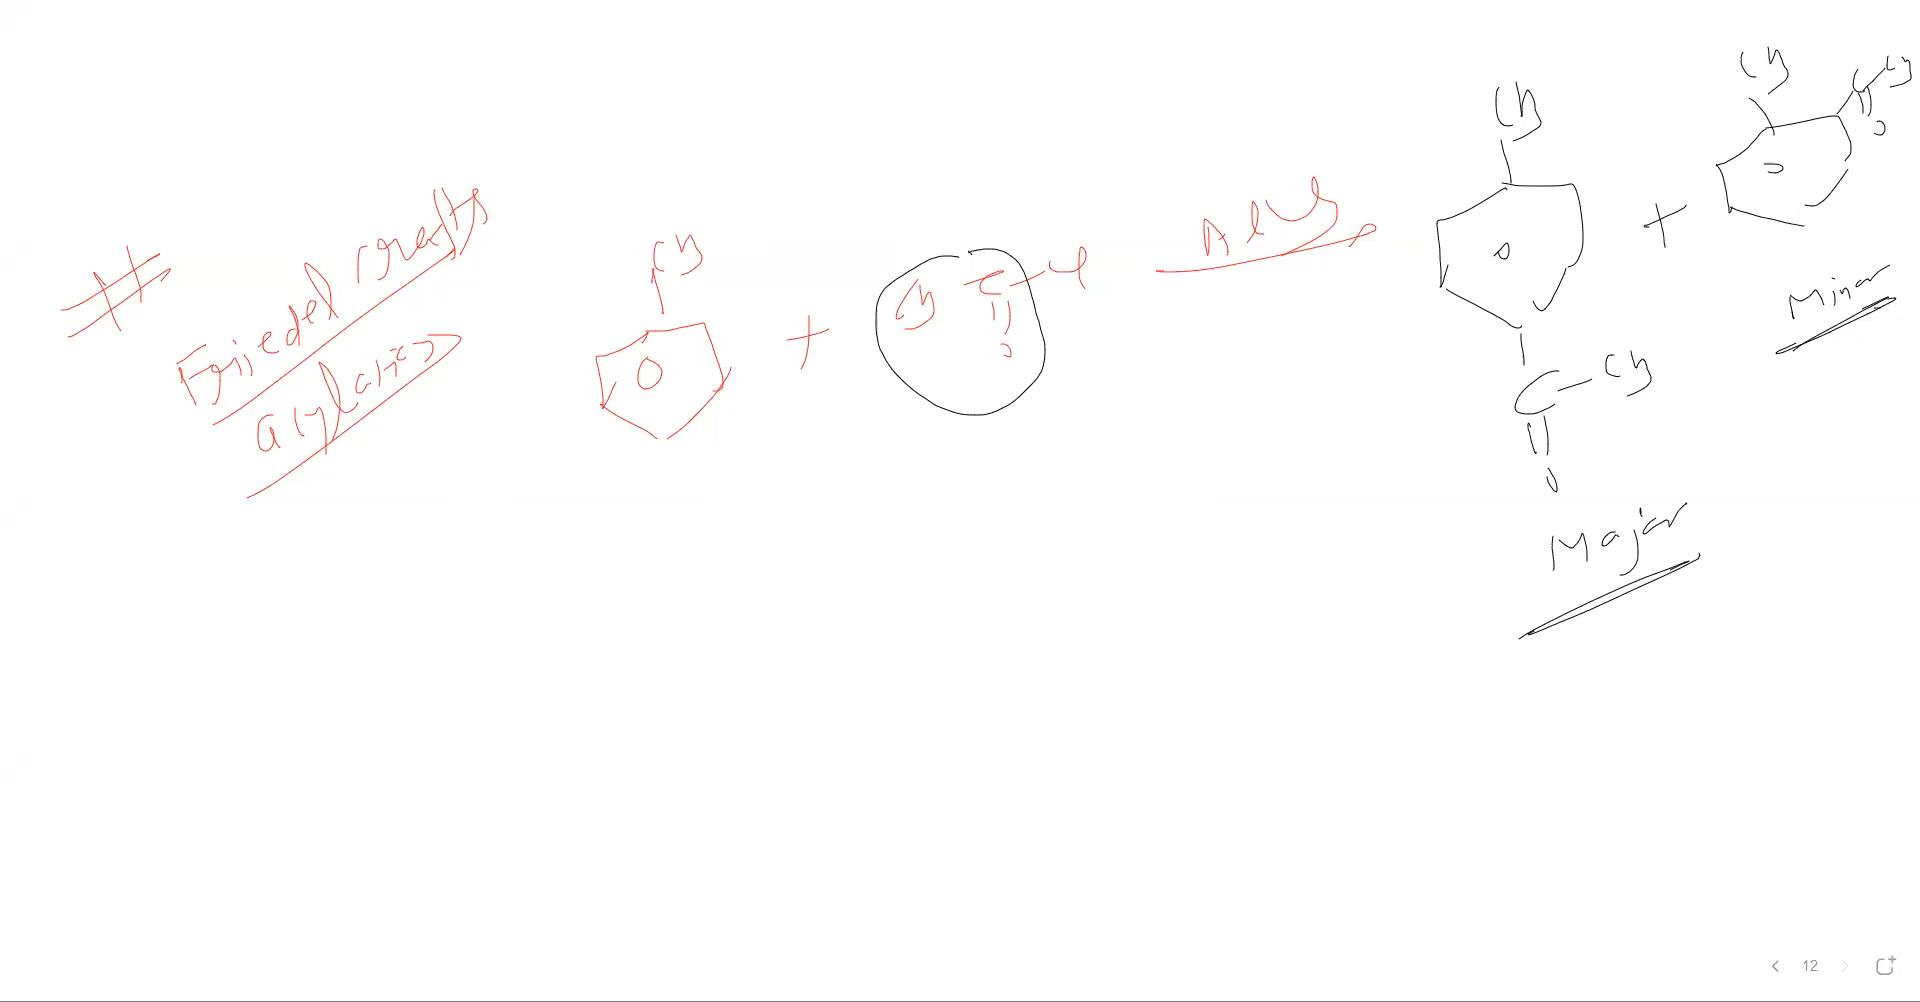 #
Friedel crafts
acylation
CH3
+
CH3 C Cl
O
AlCl3
CH3
C CH3
O
Major
+
CH3
C CH3
O
Minor
12